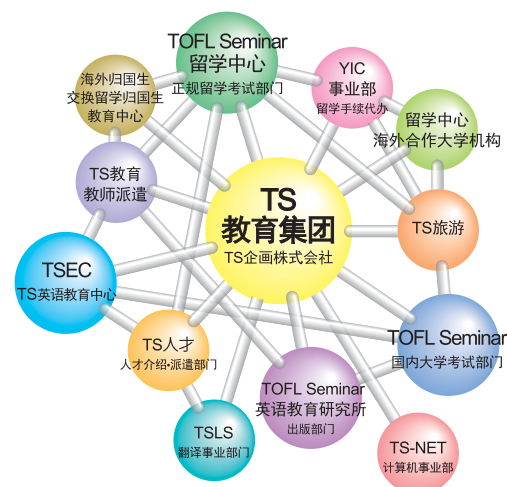 TOFL Seminar
留学中心
正规留学考试部门
YIC
事业部
留学手续代办
海外归国生
交换留学归国生
教育中心
留学中心
海外合作大学机构
TS教育
教师派遣
TS
教育集团
TS企画株式会社
TS旅游
TSEC
TS英语教育中心
TS人才
人才介绍·派遣部门
TOFL Seminar
国内大学考试部门
TOFL Seminar
英语教育研究所
出版部门
TSLS
翻译事业部门
TS-NET
计算机事业部